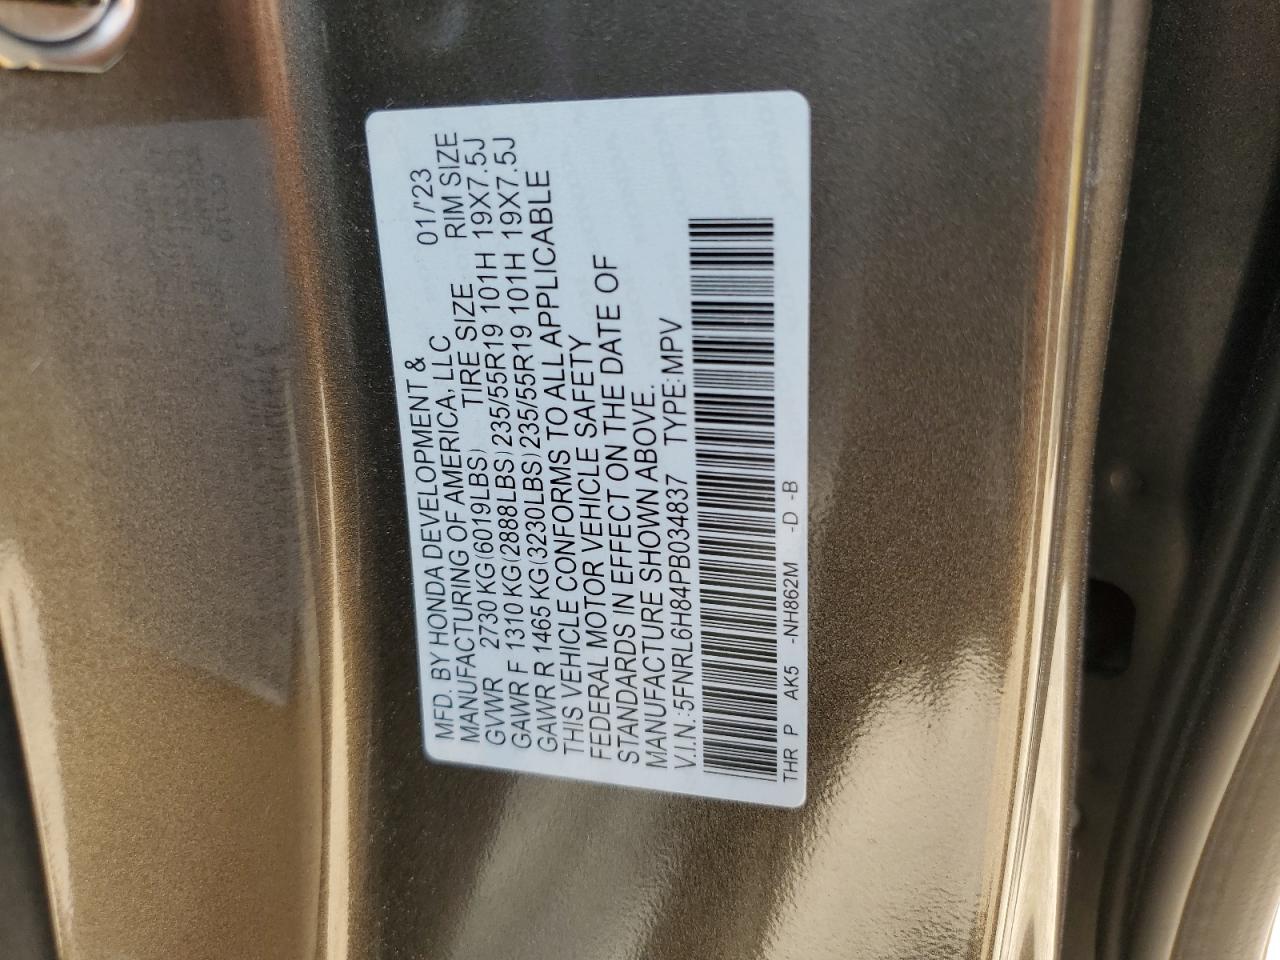 MFD. BY HONDA DEVELOPMENT &
MANUFACTURING OF AMERICA, LLC 01/'23
GVWR 2730 KG(6019LBS) TIRE SIZE RIM SIZE
GAWR F 1310 KG(2888LBS) 235/55R19 101H 19X7.5J
GAWR R 1465 KG(3230LBS) 235/55R19 101H 19X7.5J
THIS VEHICLE CONFORMS TO ALL APPLICABLE
FEDERAL MOTOR VEHICLE SAFETY
STANDARDS IN EFFECT ON THE DATE OF
MANUFACTURE SHOWN ABOVE.
V.I.N.:5FNRL6H84PB034837 TYPE:MPV
THR P AK5 -NH862M -D -B